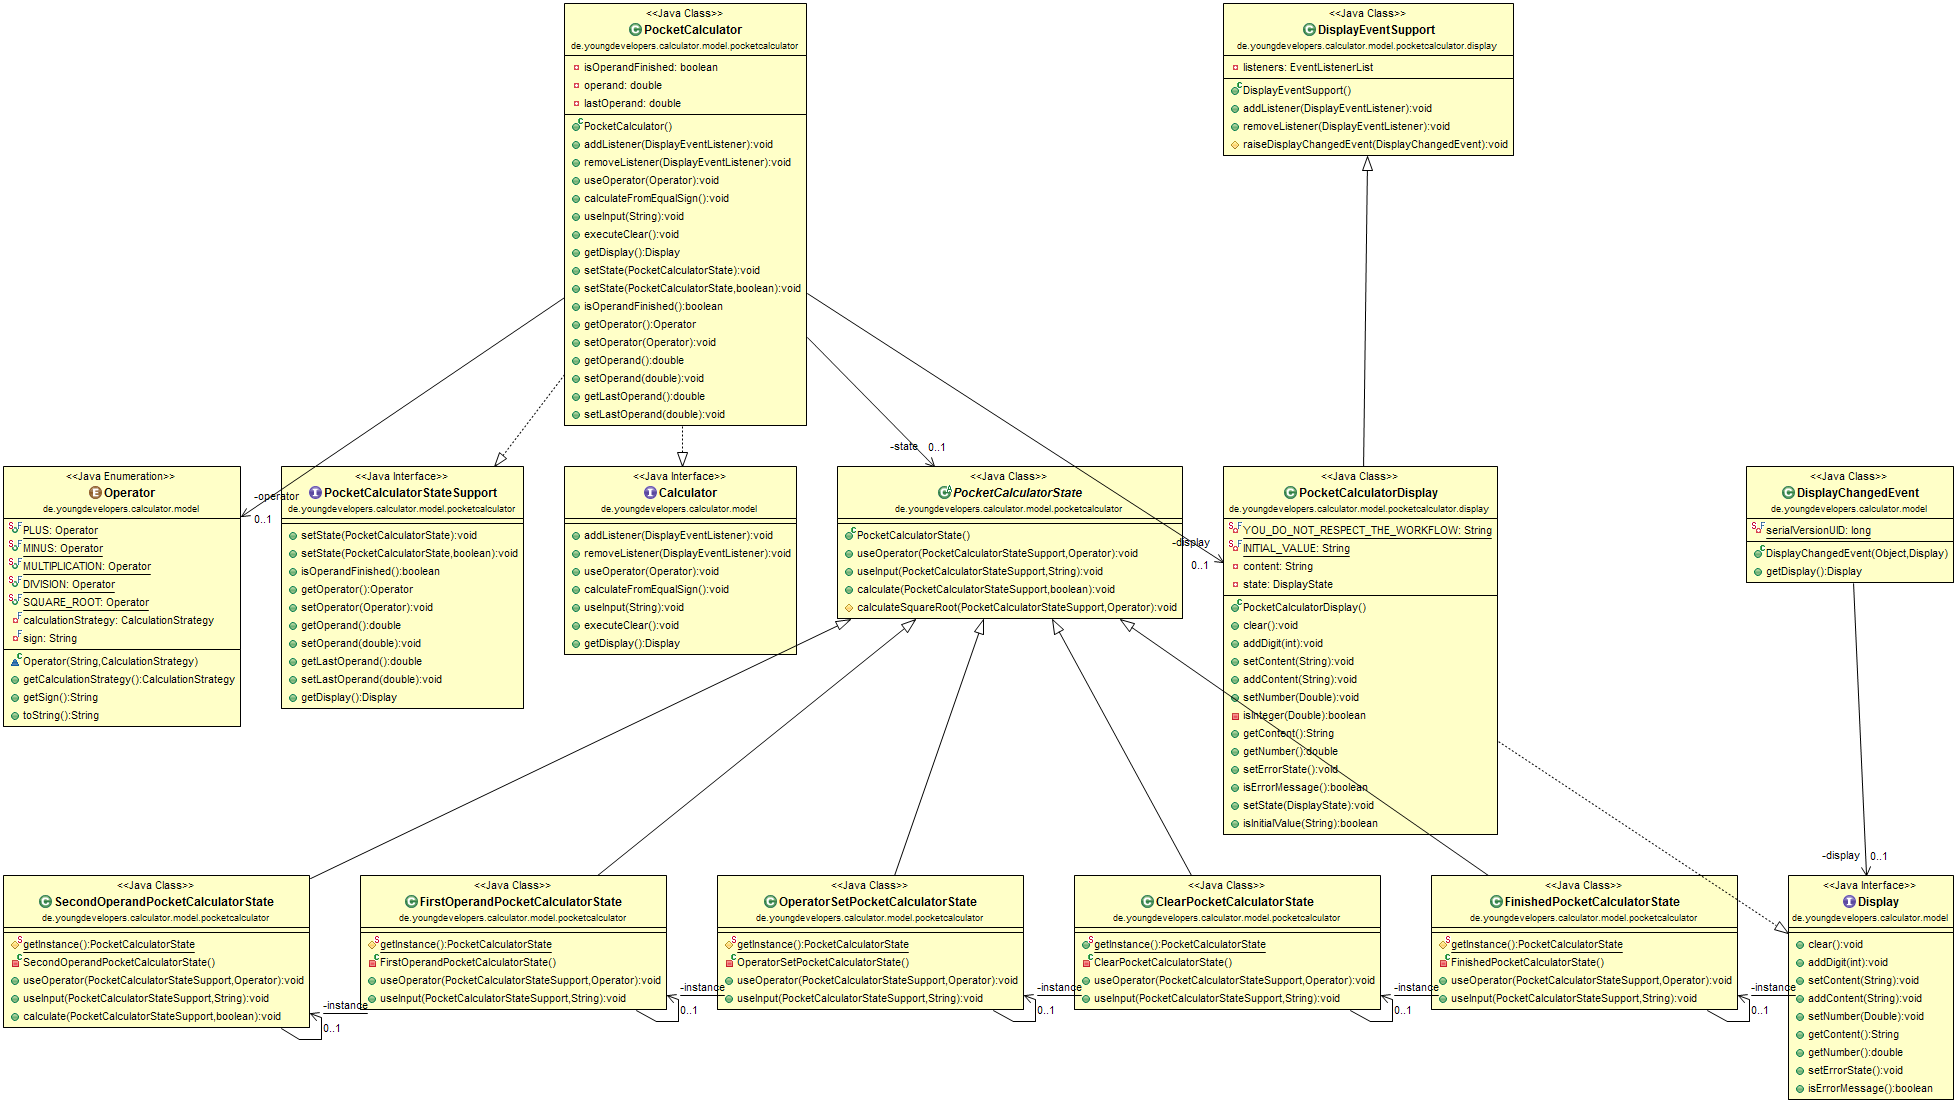 <<Java Class>>
PocketCalculator
de.youngdevelopers.calculator.model.pocketcalculator
isOperandFinished: boolean
operand: double
lastOperand: double
PocketCalculator()
addListener(DisplayEventListener):void
removeListener(DisplayEventListener):void
useOperator(Operator):void
calculateFromEqualSign():void
useInput(String):void
executeClear():void
getDisplay():Display
setState(PocketCalculatorState):void
setState(PocketCalculatorState,boolean):void
isOperandFinished():boolean
getOperator():Operator
setOperator(Operator):void
getOperand():double
setOperand(double):void
getLastOperand():double
setLastOperand(double):void
<<Java Class>>
DisplayEventSupport
de.youngdevelopers.calculator.model.pocketcalculator.display
listeners: EventListenerList
DisplayEventSupport()
addListener(DisplayEventListener):void
removeListener(DisplayEventListener):void
raiseDisplayChangedEvent(DisplayChangedEvent):void
-operator
0..1
-state 0..1
-display
0..1
<<Java Enumeration>>
Operator
de.youngdevelopers.calculator.model
PLUS: Operator
MINUS: Operator
MULTIPLICATION: Operator
DIVISION: Operator
SQUARE_ROOT: Operator
calculationStrategy: CalculationStrategy
sign: String
Operator(String,CalculationStrategy)
getCalculationStrategy():CalculationStrategy
getSign():String
toString():String
<<Java Interface>>
PocketCalculatorStateSupport
de.youngdevelopers.calculator.model.pocketcalculator
setState(PocketCalculatorState):void
setState(PocketCalculatorState,boolean):void
isOperandFinished():boolean
getOperator():Operator
setOperator(Operator):void
getOperand():double
setOperand(double):void
getLastOperand():double
setLastOperand(double):void
getDisplay():Display
<<Java Interface>>
Calculator
de.youngdevelopers.calculator.model
addListener(DisplayEventListener):void
removeListener(DisplayEventListener):void
useOperator(Operator):void
calculateFromEqualSign():void
useInput(String):void
executeClear():void
getDisplay():Display
<<Java Class>>
PocketCalculatorState
de.youngdevelopers.calculator.model.pocketcalculator
PocketCalculatorState()
useOperator(PocketCalculatorStateSupport,Operator):void
useInput(PocketCalculatorStateSupport,String):void
calculate(PocketCalculatorStateSupport,boolean):void
calculateSquareRoot(PocketCalculatorStateSupport,Operator):void
<<Java Class>>
PocketCalculatorDisplay
de.youngdevelopers.calculator.model.pocketcalculator.display
YOU_DO_NOT_RESPECT_THE_WORKFLOW: String
INITIAL_VALUE: String
content: String
state: DisplayState
PocketCalculatorDisplay()
clear():void
addDigit(int):void
setContent(String):void
addContent(String):void
setNumber(Double):void
isInteger(Double):boolean
getContent():String
getNumber():double
setErrorState():void
isErrorMessage():boolean
setState(DisplayState):void
isInitialValue(String):boolean
<<Java Class>>
DisplayChangedEvent
de.youngdevelopers.calculator.model
serialVersionUID: long
DisplayChangedEvent(Object,Display)
getDisplay():Display
-display 0..1
<<Java Class>>
SecondOperandPocketCalculatorState
de.youngdevelopers.calculator.model.pocketcalculator
getInstance():PocketCalculatorState
SecondOperandPocketCalculatorState()
useOperator(PocketCalculatorStateSupport,Operator):void
useInput(PocketCalculatorStateSupport,String):void
calculate(PocketCalculatorStateSupport,boolean):void
-instance
0..1
<<Java Class>>
FirstOperandPocketCalculatorState
de.youngdevelopers.calculator.model.pocketcalculator
getInstance():PocketCalculatorState
FirstOperandPocketCalculatorState()
useOperator(PocketCalculatorStateSupport,Operator):void
useInput(PocketCalculatorStateSupport,String):void
-instance
0..1
<<Java Class>>
OperatorSetPocketCalculatorState
de.youngdevelopers.calculator.model.pocketcalculator
getInstance():PocketCalculatorState
OperatorSetPocketCalculatorState()
useOperator(PocketCalculatorStateSupport,Operator):void
useInput(PocketCalculatorStateSupport,String):void
-instance
0..1
<<Java Class>>
ClearPocketCalculatorState
de.youngdevelopers.calculator.model.pocketcalculator
getInstance():PocketCalculatorState
ClearPocketCalculatorState()
useOperator(PocketCalculatorStateSupport,Operator):void
useInput(PocketCalculatorStateSupport,String):void
-instance
0..1
<<Java Class>>
FinishedPocketCalculatorState
de.youngdevelopers.calculator.model.pocketcalculator
getInstance():PocketCalculatorState
FinishedPocketCalculatorState()
useOperator(PocketCalculatorStateSupport,Operator):void
useInput(PocketCalculatorStateSupport,String):void
-instance
0..1
<<Java Interface>>
Display
de.youngdevelopers.calculator.model
clear():void
addDigit(int):void
setContent(String):void
addContent(String):void
setNumber(Double):void
getContent():String
getNumber():double
setErrorState():void
isErrorMessage():boolean